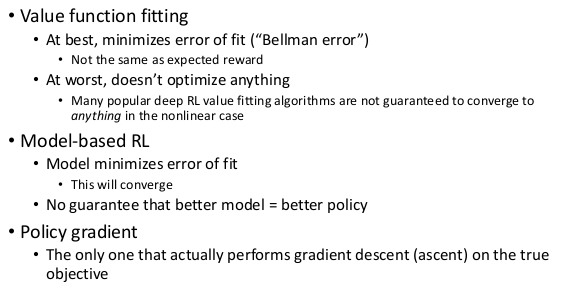 • Value function fitting
• At best, minimizes error of fit (“Bellman error”)
• Not the same as expected reward
• At worst, doesn’t optimize anything
• Many popular deep RL value fitting algorithms are not guaranteed to converge to
anything in the nonlinear case
• Model-based RL
• Model minimizes error of fit
• This will converge
• No guarantee that better model = better policy
• Policy gradient
• The only one that actually performs gradient descent (ascent) on the true
objective